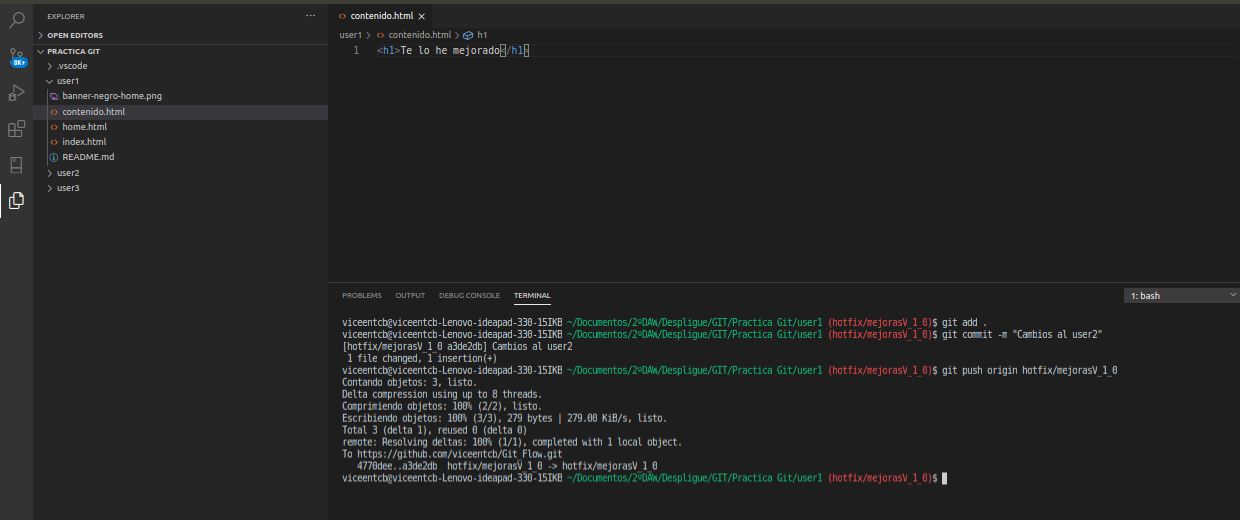 EXPLORER
OPEN EDITORS
PRACTICA GIT
.vscode
user1
banner-negro-home.png
contenido.html
home.html
index.html
README.md
user2
user3
8K+
contenido.html
user1 > contenido.html > h1
1 <h1>Te lo he mejorado</h1>
PROBLEMS OUTPUT DEBUG CONSOLE TERMINAL 1: bash
viceentcb@viceentcb-Lenovo-ideapad-330-15IKB ~/Documentos/2ºDAW/Despligue/GIT/Practica Git/user1 (hotfix/mejorasV_1_0)$ git add .
viceentcb@viceentcb-Lenovo-ideapad-330-15IKB ~/Documentos/2ºDAW/Despligue/GIT/Practica Git/user1 (hotfix/mejorasV_1_0)$ git commit -m "Cambios al user2"
[hotfix/mejorasV_1_0 a3de2db] Cambios al user2
1 file changed, 1 insertion(+)
viceentcb@viceentcb-Lenovo-ideapad-330-15IKB ~/Documentos/2ºDAW/Despligue/GIT/Practica Git/user1 (hotfix/mejorasV_1_0)$ git push origin hotfix/mejorasV_1_0
Contando objetos: 3, listo.
Delta compression using up to 8 threads.
Comprimiendo objetos: 100% (2/2), listo.
Escribiendo objetos: 100% (3/3), 279 bytes | 279.00 KiB/s, listo.
Total 3 (delta 1), reused 0 (delta 0)
remote: Resolving deltas: 100% (1/1), completed with 1 local object.
To https://github.com/viceentcb/Git_Flow.git
4770dee..a3de2db hotfix/mejorasV_1_0 -> hotfix/mejorasV_1_0
viceentcb@viceentcb-Lenovo-ideapad-330-15IKB ~/Documentos/2ºDAW/Despligue/GIT/Practica Git/user1 (hotfix/mejorasV_1_0)$